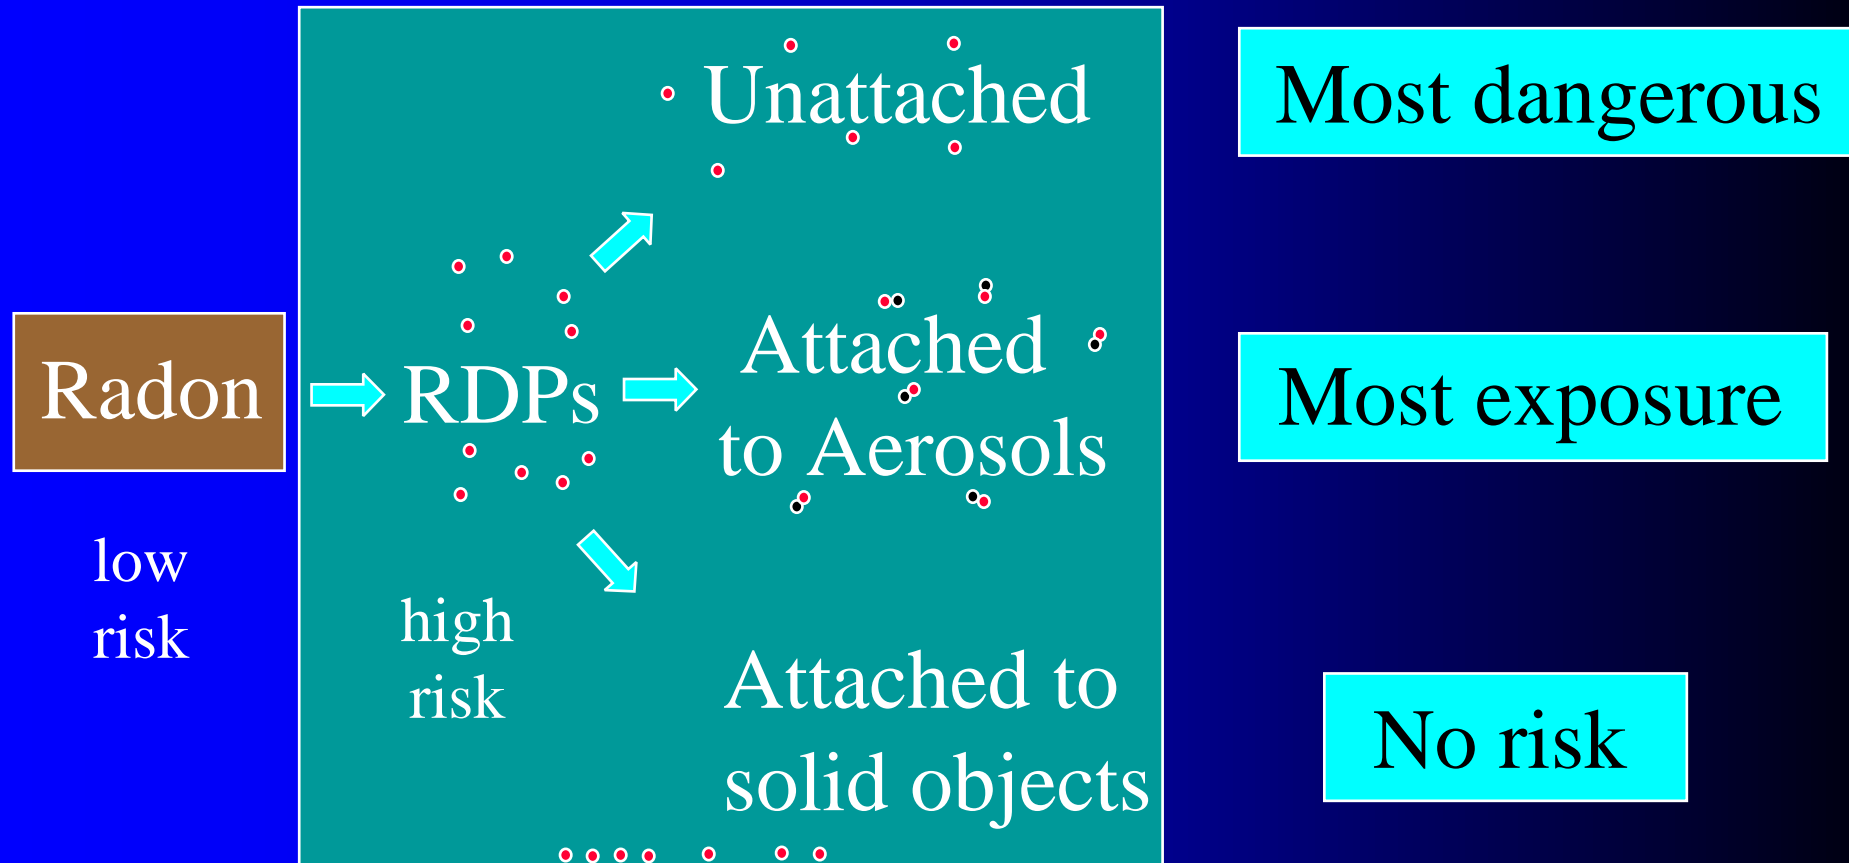 Radon
low
risk
RDPs
high
risk
Unattached
Most dangerous
Attached
to Aerosols
Most exposure
Attached to
solid objects
No risk